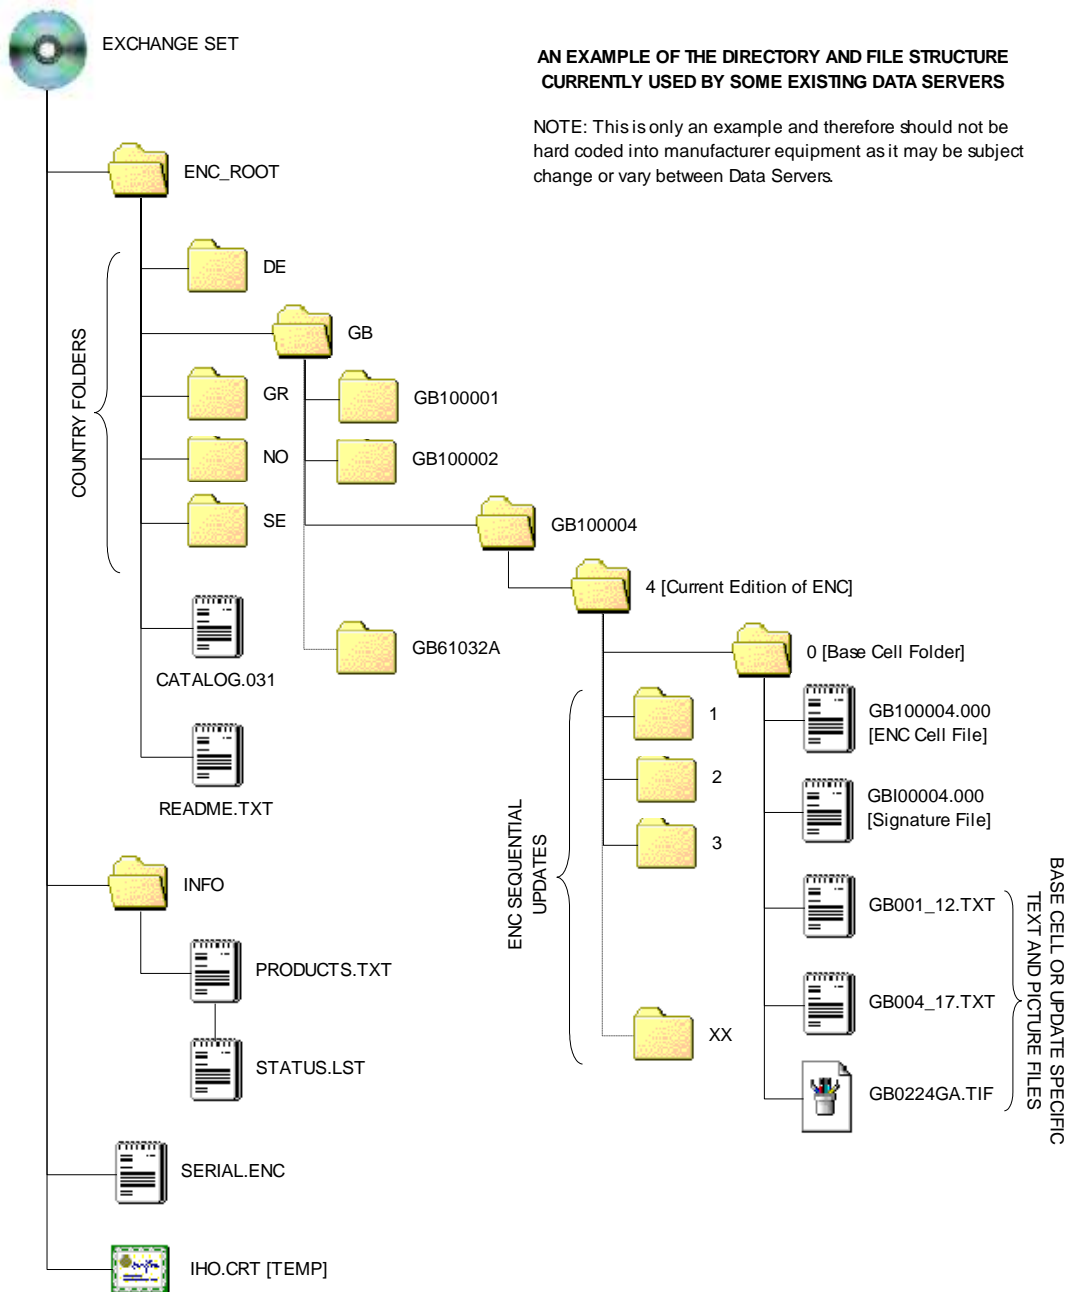 EXCHANGE SET
AN EXAMPLE OF THE DIRECTORY AND FILE STRUCTURE
CURRENTLY USED BY SOME EXISTING DATA SERVERS
NOTE: This is only an example and therefore should not be
hard coded into manufacturer equipment as it may be subject
change or vary between Data Servers.
ENC_ROOT
COUNTRY FOLDERS
DE
GB
GR
NO
SE
GB100001
GB100002
GB100004
GB61032A
CATALOG.031
README.TXT
4 [Current Edition of ENC]
0 [Base Cell Folder]
ENC SEQUENTIAL
UPDATES
1
2
3
XX
GB100004.000
[ENC Cell File]
GBI00004.000
[Signature File]
GB001_12.TXT
GB004_17.TXT
GB0224GA.TIF
BASE CELL OR UPDATE SPECIFIC
TEXT AND PICTURE FILES
INFO
PRODUCTS.TXT
STATUS.LST
SERIAL.ENC
IHO.CRT [TEMP]